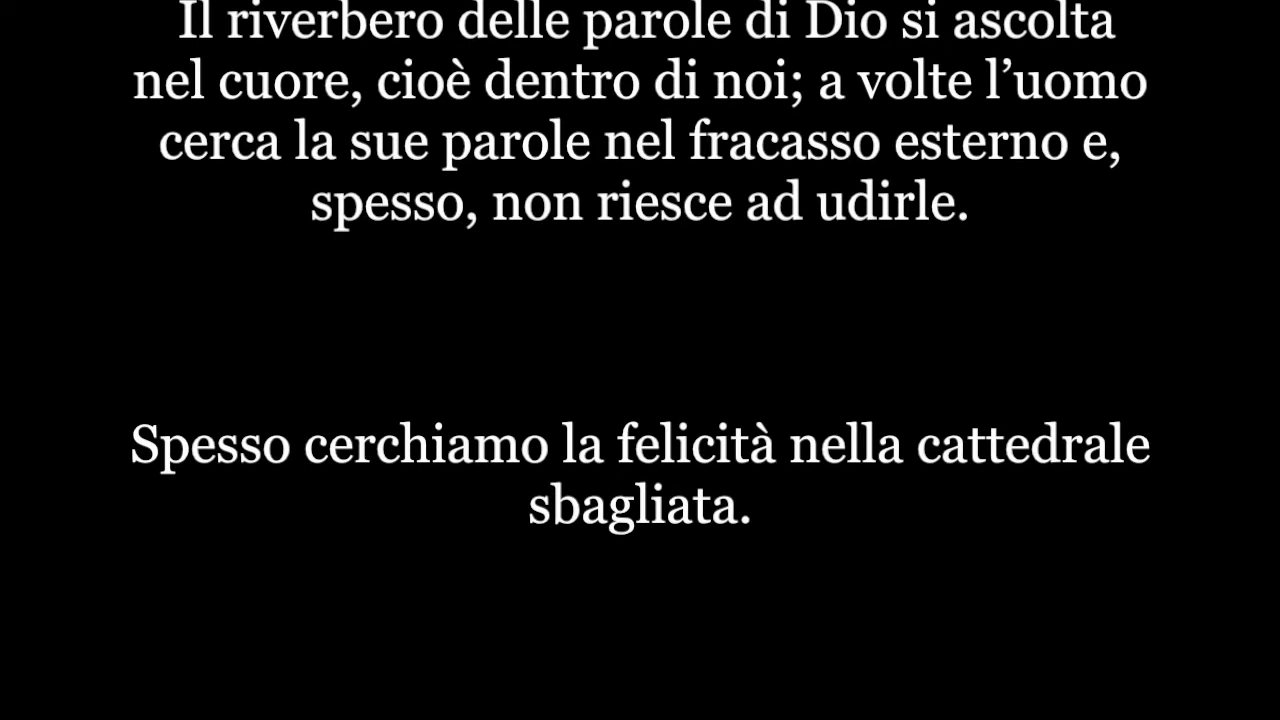 Il riverbero delle parole di Dio si ascolta
nel cuore, cioè dentro di noi; a volte l’uomo
cerca la sue parole nel fracasso esterno e,
spesso, non riesce ad udirle.
Spesso cerchiamo la felicità nella cattedrale
sbagliata.